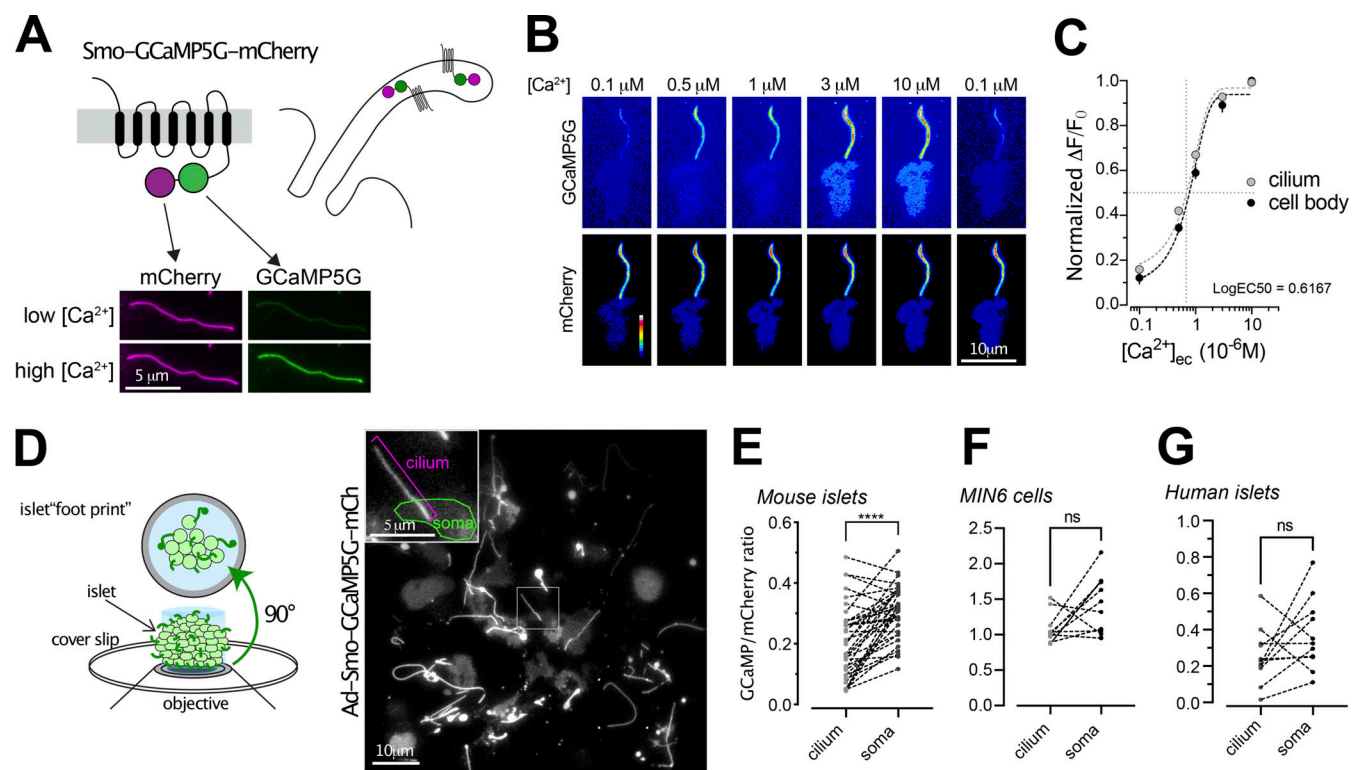 A
Smo-GCaMP5G-mCherry
mCherry
GCaMP5G
low [Ca²⁺]
high [Ca²⁺]
5 µm
B
[Ca²⁺]
0.1 µM
0.5 µM
1 µM
3 µM
10 µM
0.1 µM
GCaMP5G
mCherry
10µm
C
Normalized ΔF/F₀
1.0
0.8
0.6
0.4
0.2
0.0
cilium
cell body
LogEC50 = 0.6167
0.1
1
10
[Ca²⁺]ec (10⁻⁶M)
D
islet"foot print"
islet
cover slip
90°
objective
Ad-Smo-GCaMP5G-mCh
cilium
soma
5 µm
10µm
E
Mouse islets
****
GCaMP/mCherry ratio
0.6
0.4
0.2
0.0
cilium
soma
F
MIN6 cells
ns
2.5
2.0
1.5
1.0
0.5
0.0
cilium
soma
G
Human islets
ns
1.0
0.8
0.6
0.4
0.2
0.0
cilium
soma